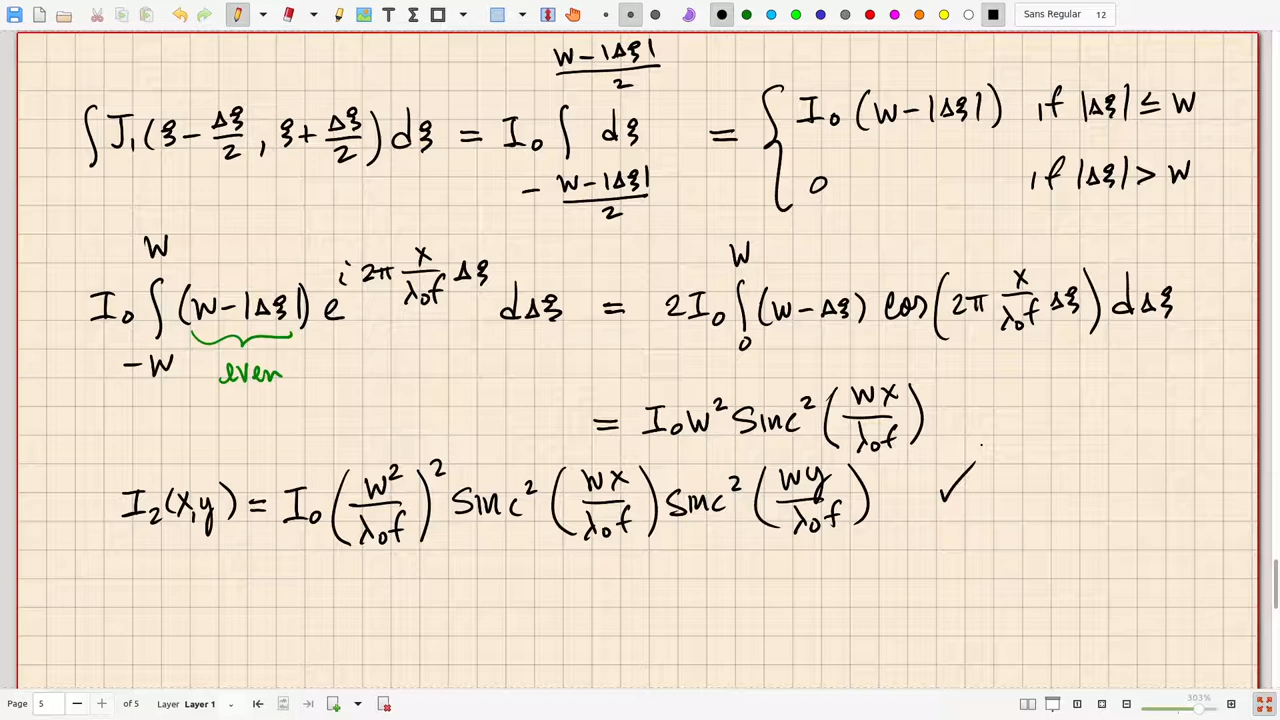 Sans Regular 12
∫ J₁(ξ − Δξ/2 , ξ + Δξ/2) dξ = I₀ ∫_{−(W−|Δξ|)/2}^{(W−|Δξ|)/2} dξ = { I₀ (W−|Δξ|) if |Δξ| ≤ W
0 if |Δξ| > W
I₀ ∫_{−W}^{W} (W−|Δξ|) e^{i 2π (x/λ₀f) Δξ} dΔξ = 2I₀ ∫_{0}^{W} (W−Δξ) cos(2π (x/λ₀f) Δξ) dΔξ
even
= I₀W² Sinc² (Wx/λ₀f)
I₂(x,y) = I₀ (W²/λ₀f)² Sinc² (Wx/λ₀f) Sinc² (Wy/λ₀f) ✓
Page 5 of 5 Layer Layer 1 303%